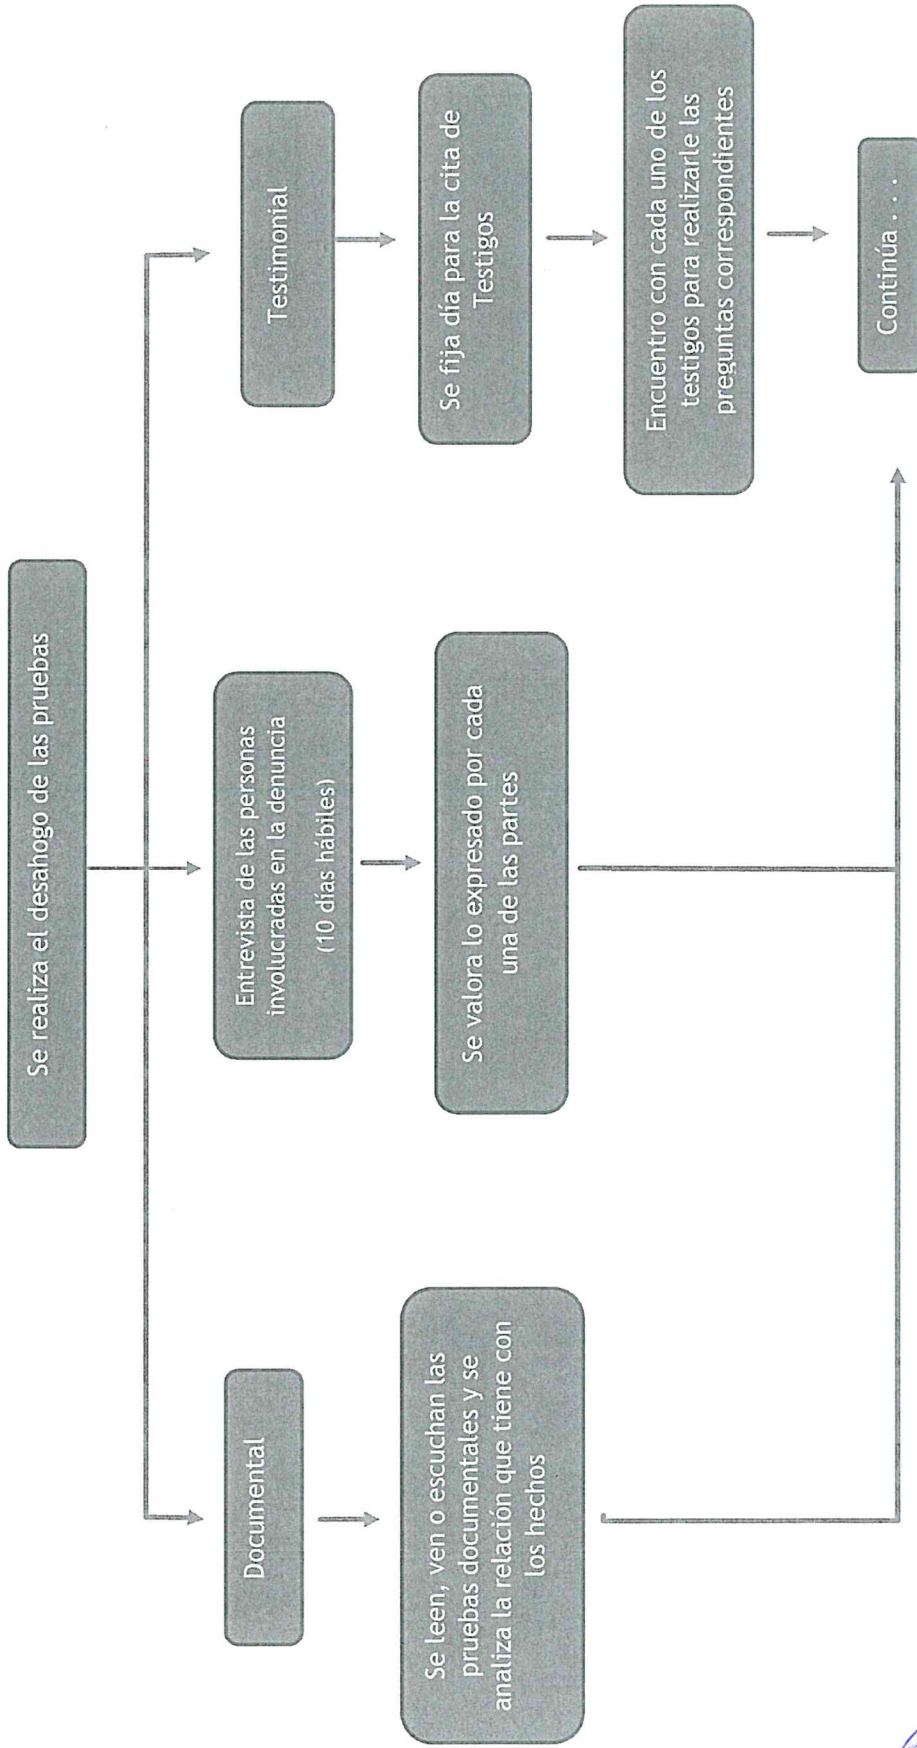 Se realiza el desahogo de las pruebas
Documental
Se leen, ven o escuchan las
pruebas documentales y se
analiza la relación que tiene con
los hechos
Entrevista de las personas
involucradas en la denuncia
(10 días hábiles)
Se valora lo expresado por cada
una de las partes
Testimonial
Se fija día para la cita de
Testigos
Encuentro con cada uno de los
testigos para realizarle las
preguntas correspondientes
Continúa . . .